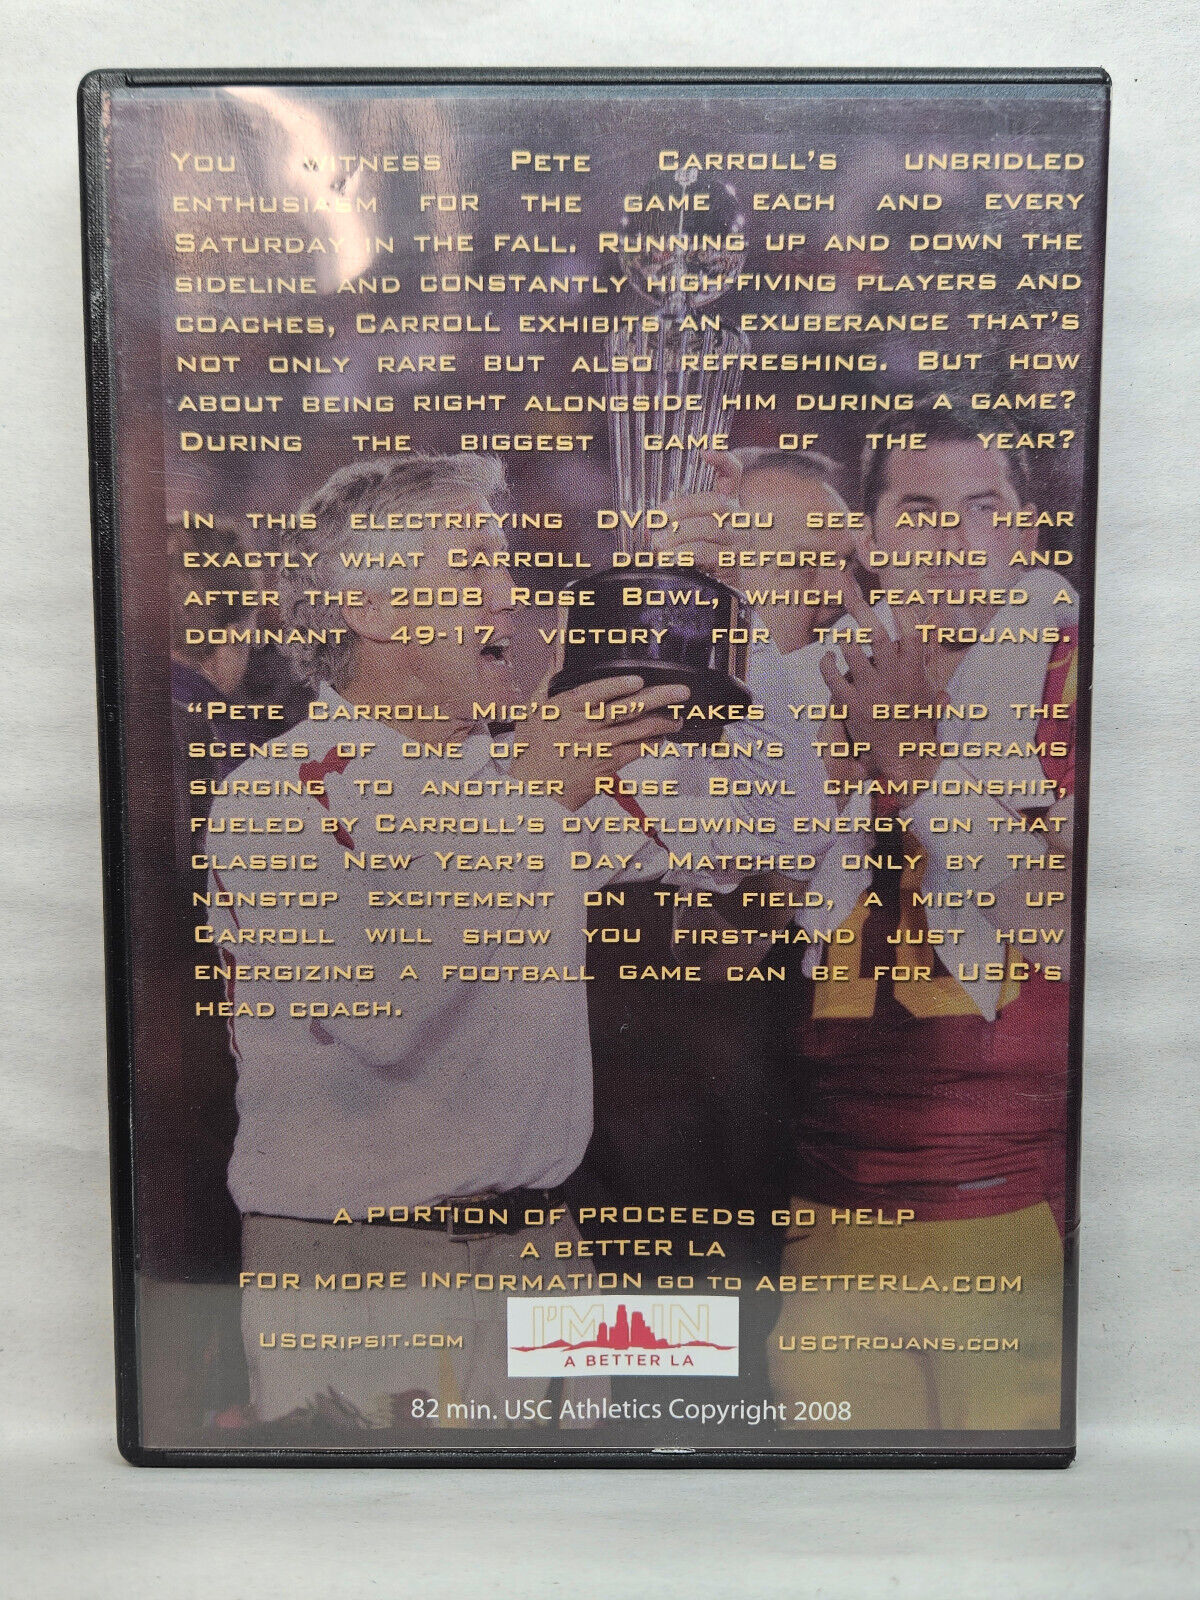 You witness Pete Carroll's unbridled
enthusiasm for the game each and every
Saturday in the fall. Running up and down the
sideline and constantly high-fiving players and
coaches, Carroll exhibits an exuberance that's
not only rare but also refreshing. But how
about being right alongside him during a game?
During the biggest game of the year?
In this electrifying DVD, you see and hear
exactly what Carroll does before, during and
after the 2008 Rose Bowl, which featured a
dominant 49-17 victory for the Trojans.
“Pete Carroll Mic'd Up” takes you behind the
scenes of one of the nation's top programs
surging to another Rose Bowl championship,
fueled by Carroll's overflowing energy on that
classic New Year's Day. Matched only by the
nonstop excitement on the field, a mic'd up
Carroll will show you first-hand just how
energizing a football game can be for USC's
head coach.
A PORTION OF PROCEEDS GO HELP
A BETTER LA
FOR MORE INFORMATION GO TO ABETTERLA.COM
USCRipsit.com
I'M IN
A BETTER LA
USCTrojans.com
82 min. USC Athletics Copyright 2008